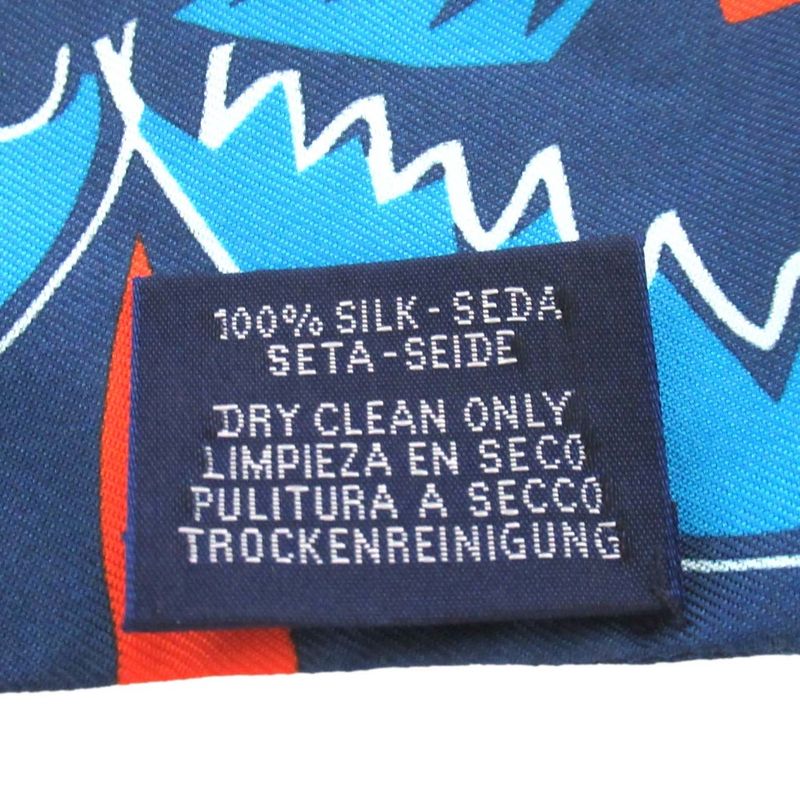 100% SILK - SEDA
SETA - SEIDE
DRY CLEAN ONLY
LIMPIEZA EN SECO
PULITURA A SECCO
TROCKENREINIGUNG